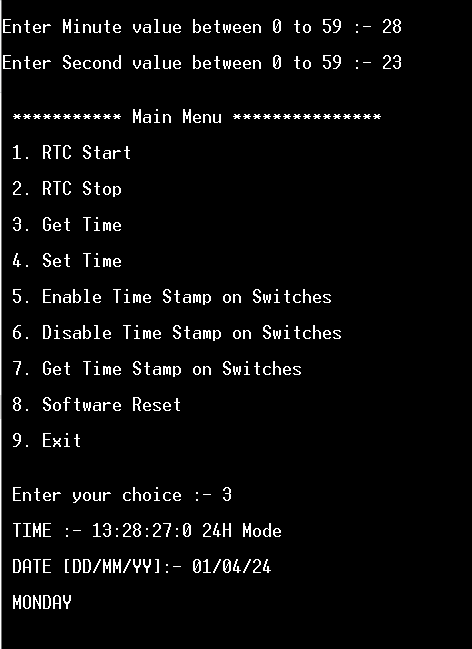 Enter Minute value between 0 to 59 :- 28
Enter Second value between 0 to 59 :- 23
*********** Main Menu ***************
1. RTC Start
2. RTC Stop
3. Get Time
4. Set Time
5. Enable Time Stamp on Switches
6. Disable Time Stamp on Switches
7. Get Time Stamp on Switches
8. Software Reset
9. Exit
Enter your choice :- 3
TIME :- 13:28:27:0 24H Mode
DATE [DD/MM/YY]:- 01/04/24
MONDAY